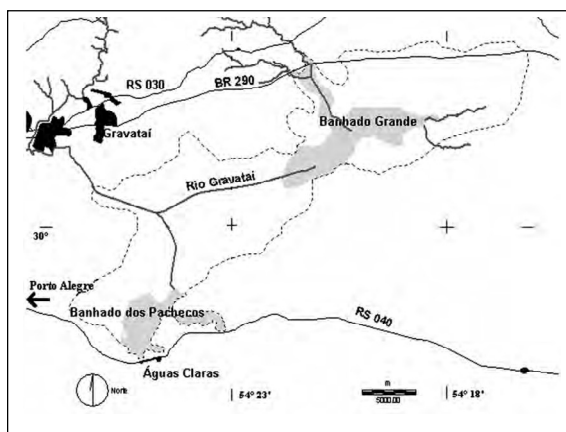 RS 030
BR 290
Gravataí
Banhado Grande
Rio Gravataí
30°
Porto Alegre
Banhado dos Pachecos
RS 040
Águas Claras
North
54° 23'
m
5000.00
54° 18'